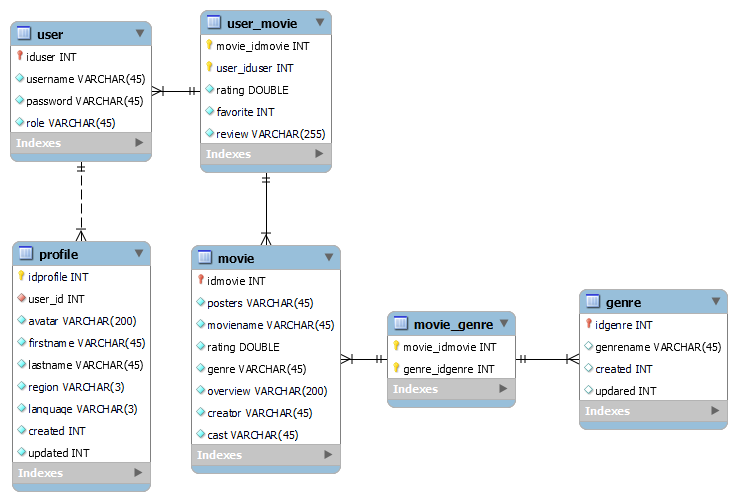 user
iduser INT
username VARCHAR(45)
password VARCHAR(45)
role VARCHAR(45)
Indexes
user_movie
movie_idmovie INT
user_iduser INT
rating DOUBLE
favorite INT
review VARCHAR(255)
Indexes
profile
idprofile INT
user_id INT
avatar VARCHAR(200)
firstname VARCHAR(45)
lastname VARCHAR(45)
region VARCHAR(3)
language VARCHAR(3)
created INT
updated INT
Indexes
movie
idmovie INT
posters VARCHAR(45)
moviename VARCHAR(45)
rating DOUBLE
genre VARCHAR(45)
overview VARCHAR(200)
creator VARCHAR(45)
cast VARCHAR(45)
Indexes
movie_genre
movie_idmovie INT
genre_idgenre INT
Indexes
genre
idgenre INT
genrename VARCHAR(45)
created INT
updared INT
Indexes